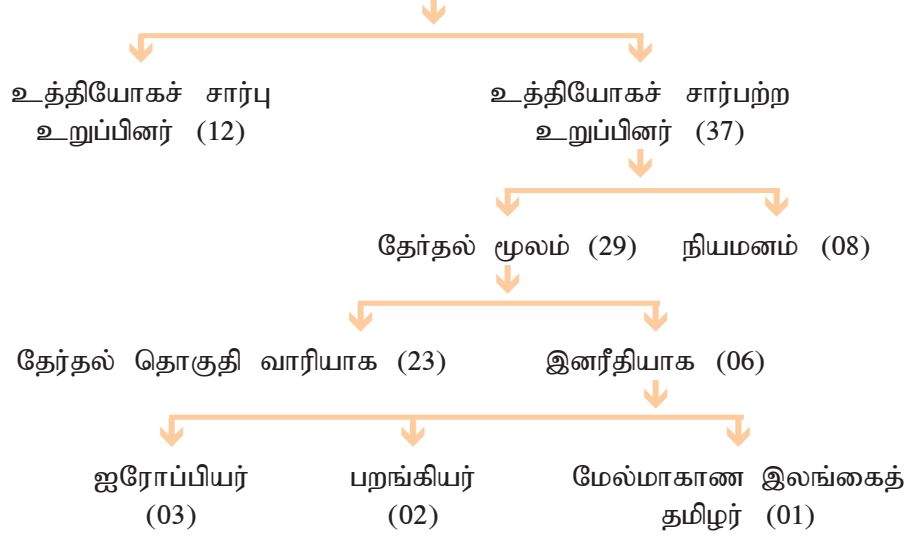 உத்தியோகச் சார்பு
உறுப்பினர் (12)
உத்தியோகச் சார்பற்ற
உறுப்பினர் (37)
தேர்தல் மூலம் (29)
நியமனம் (08)
தேர்தல் தொகுதி வாரியாக (23)
இனரீதியாக (06)
ஐரோப்பியர்
(03)
பறங்கியர்
(02)
மேல்மாகாண இலங்கைத்
தமிழர் (01)